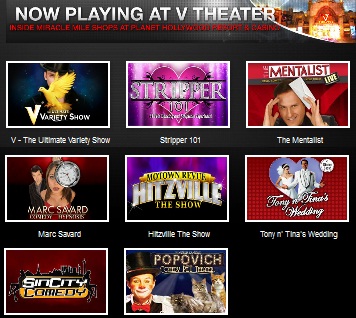 NOW PLAYING AT V THEATER
INSIDE MIRACLE MILE SHOPS AT PLANET HOLLYWOOD RESORT & CASINO
V
ULTIMATE
VARIETY SHOW
STRIPPER
101
THE
MENTALIST
LIVE
V - The Ultimate Variety Show
Stripper 101
The Mentalist
MARC SAVARD
COMEDY HYPNOSIS
MOTOWN REVUE
HITZVILLE
THE SHOW
Tony n' Tina's
Wedding
Marc Savard
Hitzville The Show
Tony n' Tina's Wedding
SIN CITY
COMEDY
POPOVICH
COMEDY PET THEATER